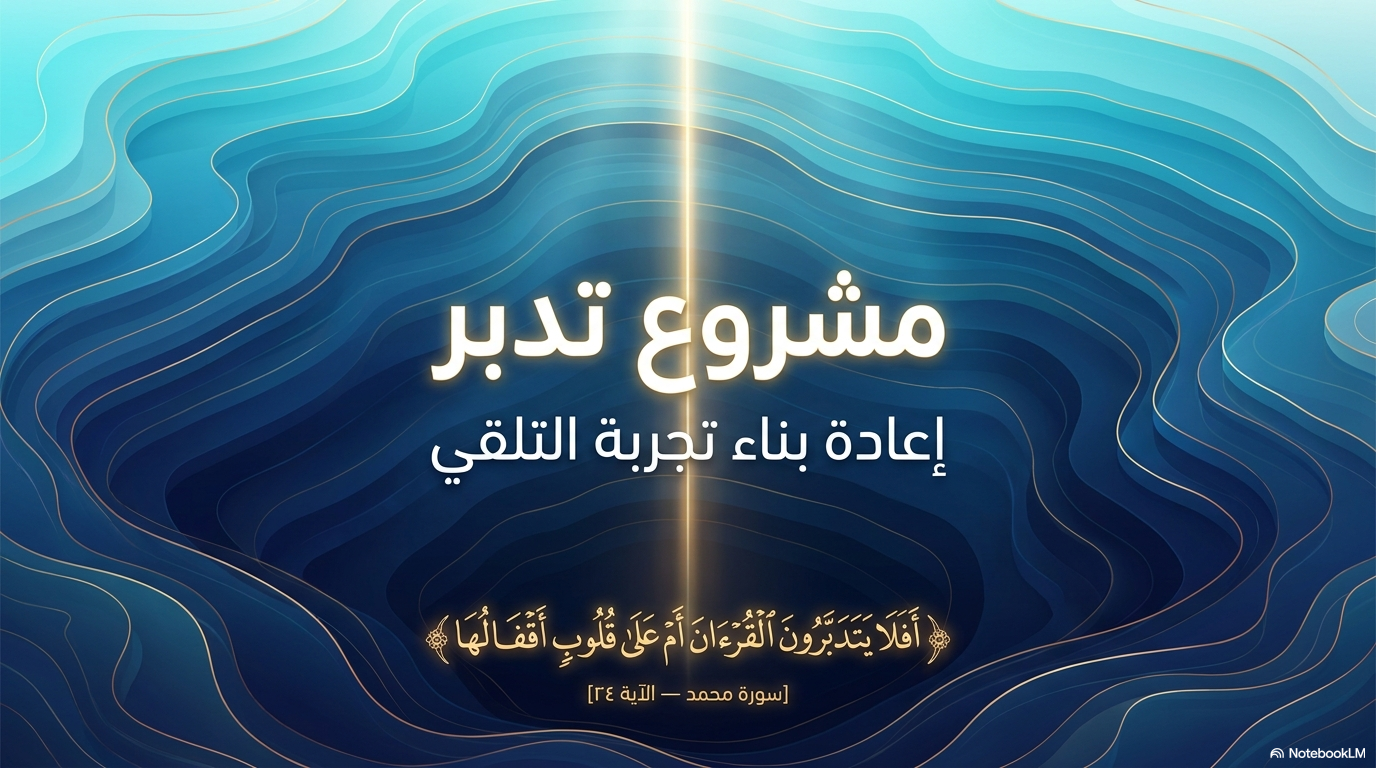 مشروع تدبر
إعادة بناء تجربة التلقي
﴿أَفَلَا يَتَدَبَّرُونَ ٱلْقُرْءَانَ أَمْ عَلَىٰ قُلُوبٍ أَقْفَالُهَا﴾
[سورة محمد — الآية ٢٤]
NotebookLM